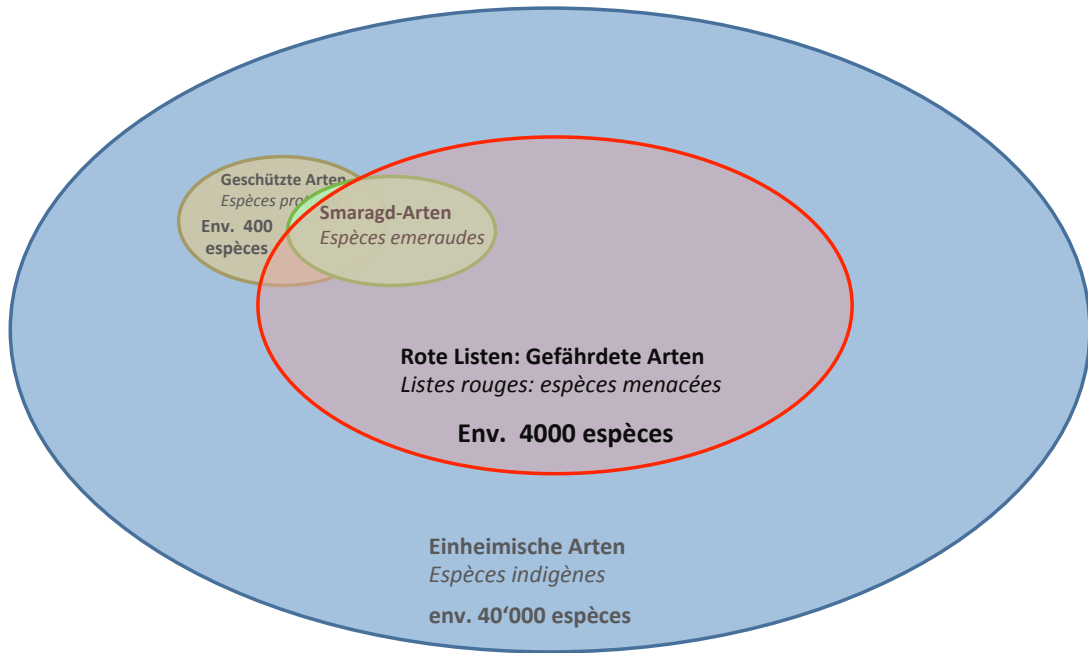 Geschützte Arten
Espèces
Env. 400
espèces
Smaragd-Arten
Espèces emeraudes
Rote Listen: Gefährdete Arten
Listes rouges: espèces menacées
Env. 4000 espèces
Einheimische Arten
Espèces indigènes
env. 40‘000 espèces